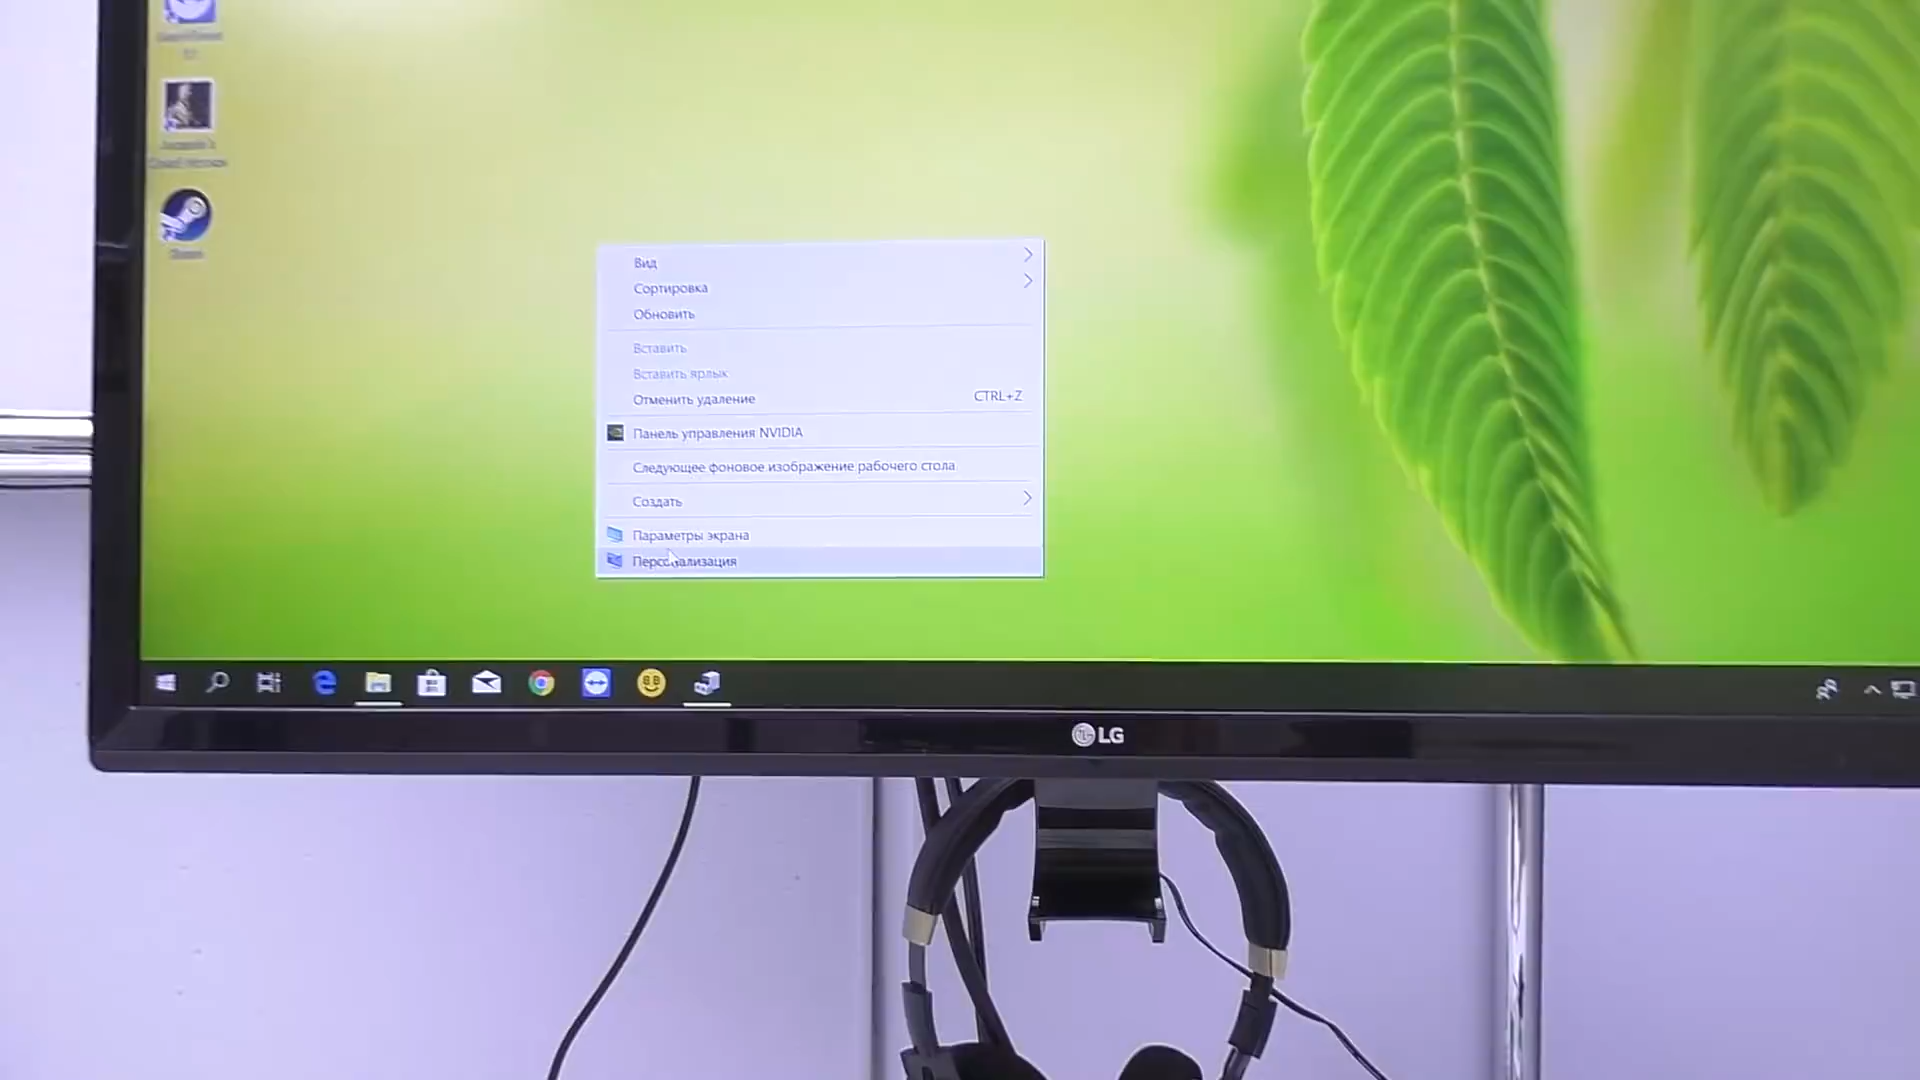 Вид
Сортировка
Обновить
Вставить
Вставить ярлык
Отменить удаление CTRL+Z
Панель управления NVIDIA
Следующее фоновое изображение рабочего стола
Создать
Параметры экрана
Персонализация
LG